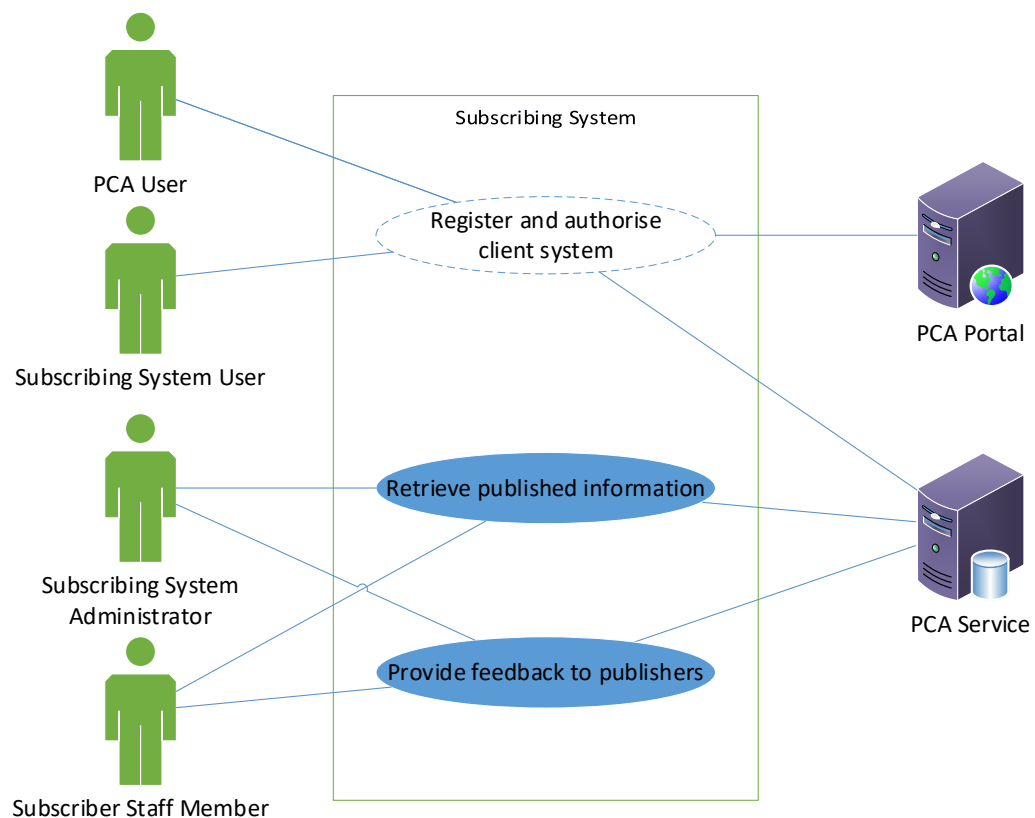 Subscribing System
PCA User
Register and authorise
client system
PCA Portal
Subscribing System User
Retrieve published information
Subscribing System
Administrator
PCA Service
Provide feedback to publishers
Subscriber Staff Member